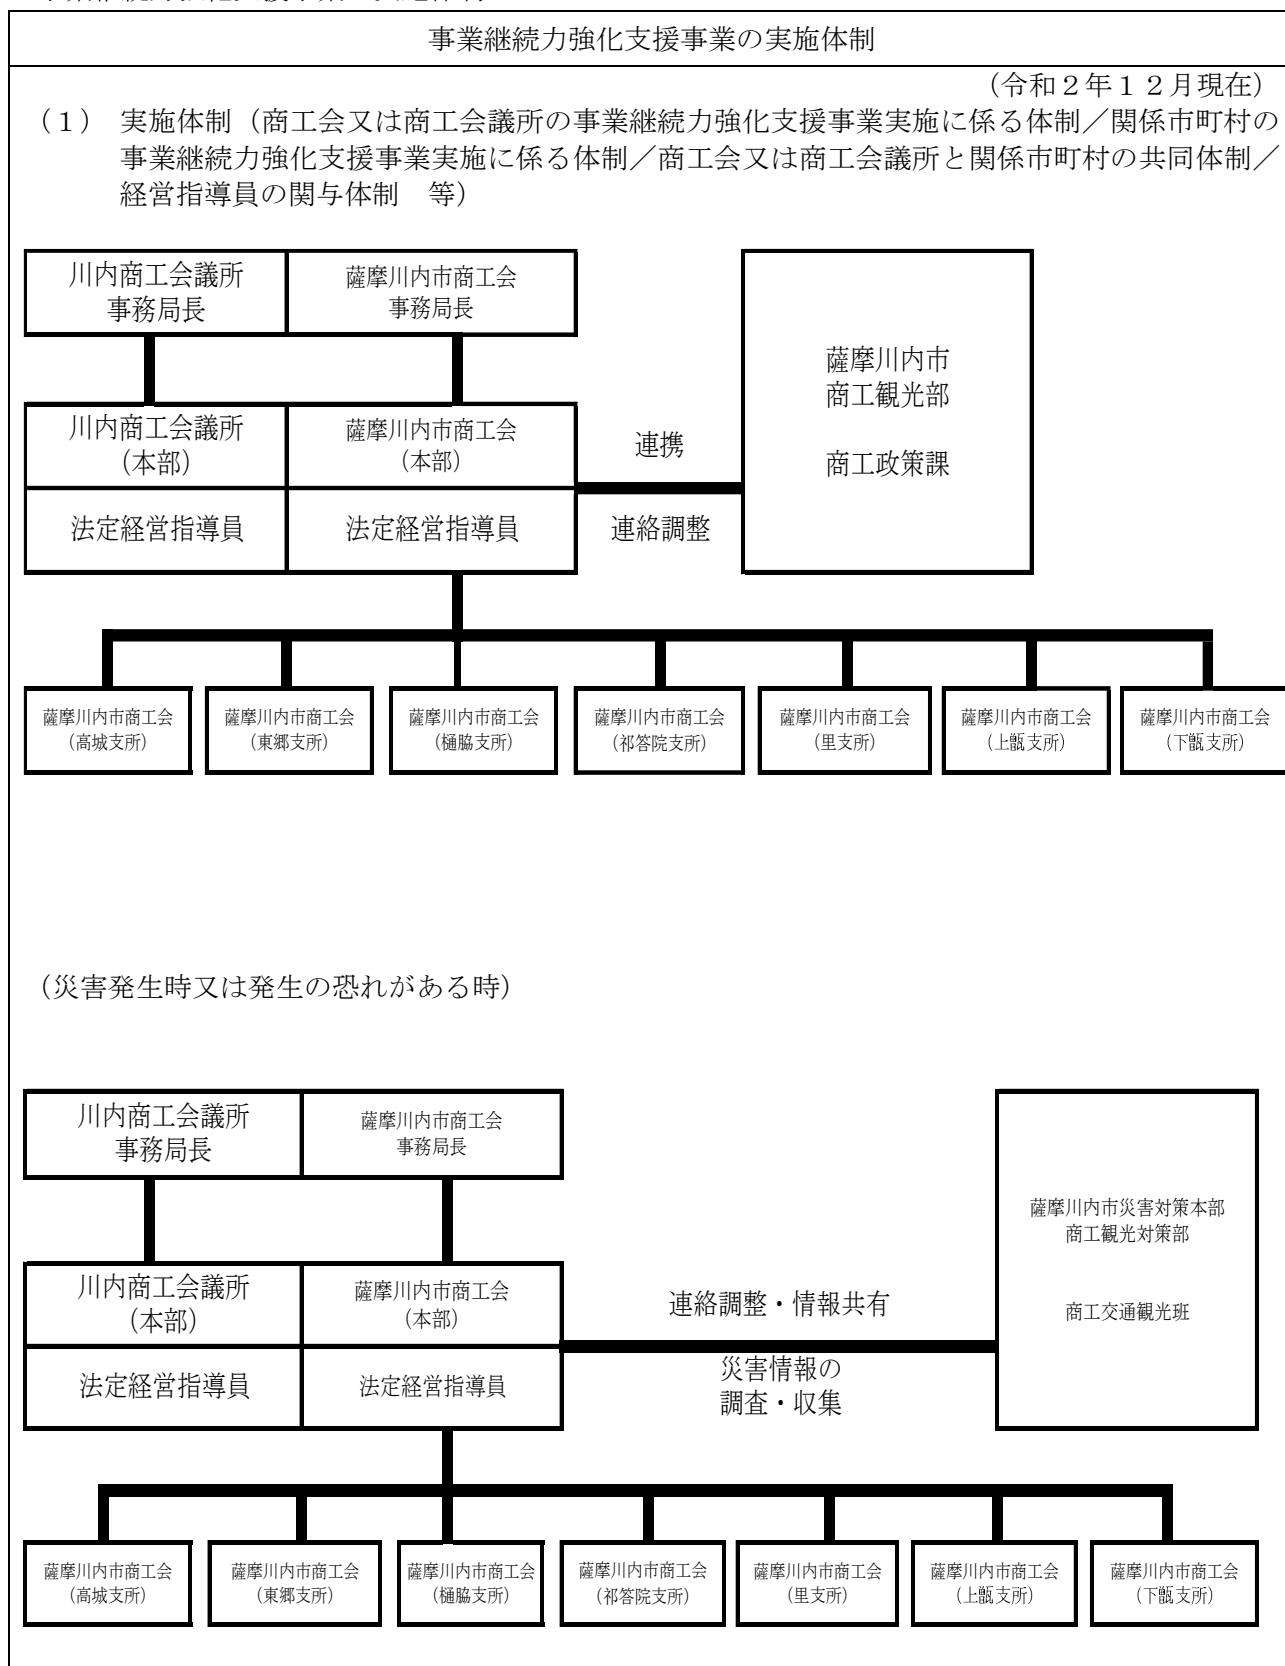 事業継続力強化支援事業の実施体制
（令和２年１２月現在）
（１）　実施体制（商工会又は商工会議所の事業継続力強化支援事業実施に係る体制／関係市町村の
事業継続力強化支援事業実施に係る体制／商工会又は商工会議所と関係市町村の共同体制／
経営指導員の関与体制　等）
川内商工会議所
事務局長
薩摩川内市商工会
事務局長
川内商工会議所
(本部)
薩摩川内市商工会
(本部)
法定経営指導員
法定経営指導員
連携
連絡調整
薩摩川内市
商工観光部
商工政策課
薩摩川内市商工会
(高城支所)
薩摩川内市商工会
(東郷支所)
薩摩川内市商工会
(樋脇支所)
薩摩川内市商工会
(祁答院支所)
薩摩川内市商工会
(里支所)
薩摩川内市商工会
(上甑支所)
薩摩川内市商工会
(下甑支所)
（災害発生時又は発生の恐れがある時）
川内商工会議所
事務局長
薩摩川内市商工会
事務局長
川内商工会議所
(本部)
薩摩川内市商工会
(本部)
法定経営指導員
法定経営指導員
連絡調整・情報共有
災害情報の
調査・収集
薩摩川内市災害対策本部
商工観光対策部
商工交通観光班
薩摩川内市商工会
(高城支所)
薩摩川内市商工会
(東郷支所)
薩摩川内市商工会
(樋脇支所)
薩摩川内市商工会
(祁答院支所)
薩摩川内市商工会
(里支所)
薩摩川内市商工会
(上甑支所)
薩摩川内市商工会
(下甑支所)